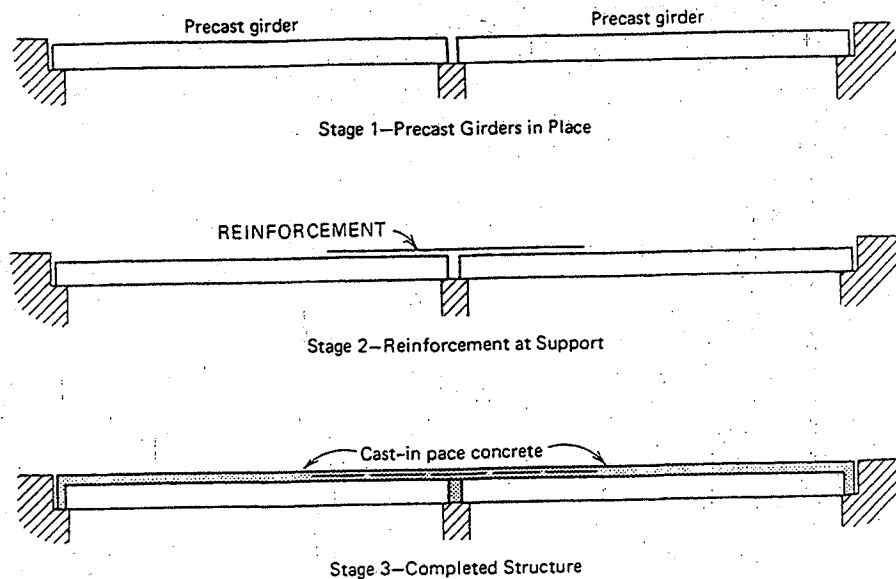 Precast girder
Precast girder
Stage 1—Precast Girders in Place
REINFORCEMENT
Stage 2—Reinforcement at Support
Cast-in pace concrete
Stage 3—Completed Structure